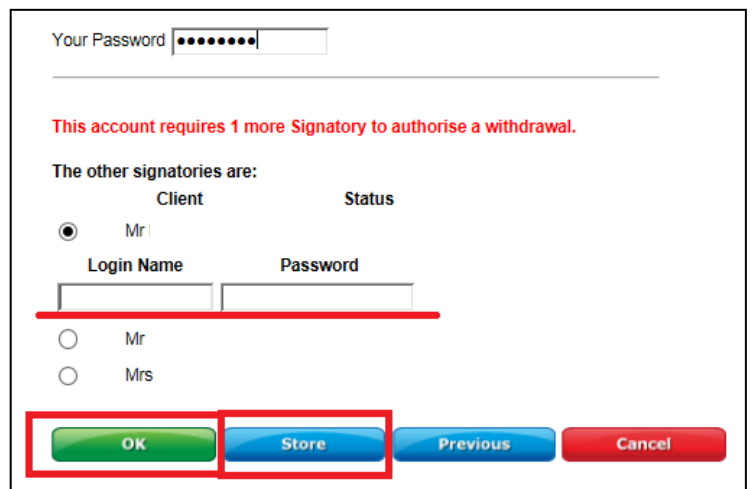 Your Password ••••••••
This account requires 1 more Signatory to authorise a withdrawal.
The other signatories are:
Client Status
Mr
Login Name Password
Mr
Mrs
OK Store Previous Cancel